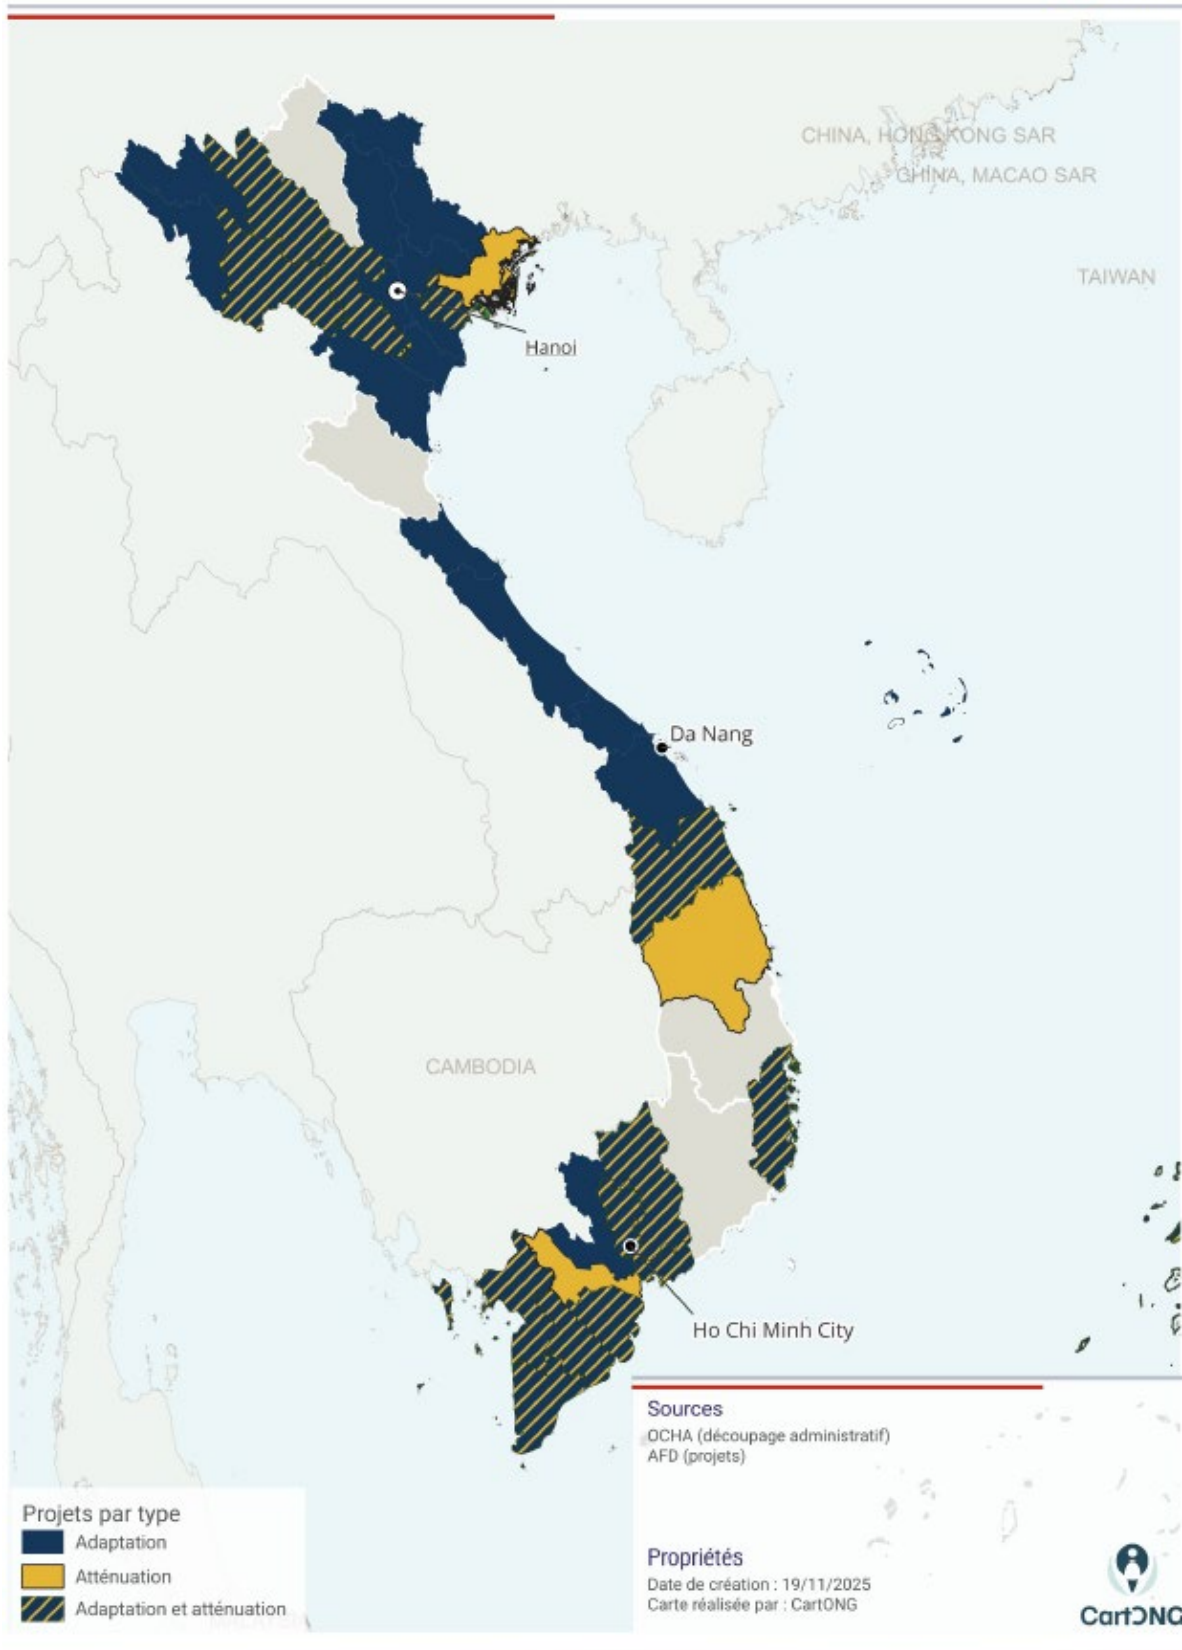 CHINA, HONG KONG SAR
CHINA, MACAO SAR
TAIWAN
Hanoi
Da Nang
CAMBODIA
Ho Chi Minh City
Sources
OCHA (découpage administratif)
AFD (projets)
Projets par type
Adaptation
Atténuation
Adaptation et atténuation
Propriétés
Date de création : 19/11/2025
Carte réalisée par : CartONG
CartONG